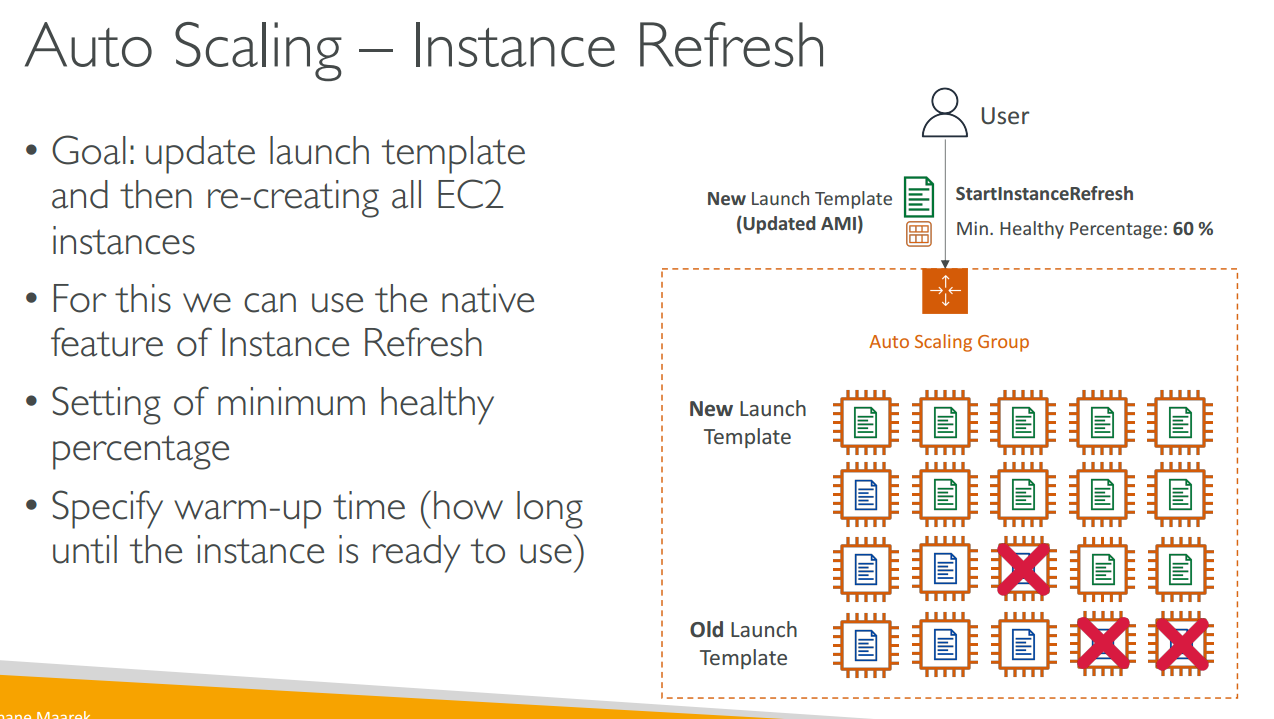 Auto Scaling – Instance Refresh
• Goal: update launch template
and then re-creating all EC2
instances
• For this we can use the native
feature of Instance Refresh
• Setting of minimum healthy
percentage
• Specify warm-up time (how long
until the instance is ready to use)
User
New Launch Template
(Updated AMI)
StartInstanceRefresh
Min. Healthy Percentage: 60 %
Auto Scaling Group
New Launch
Template
Old Launch
Template
Maarek